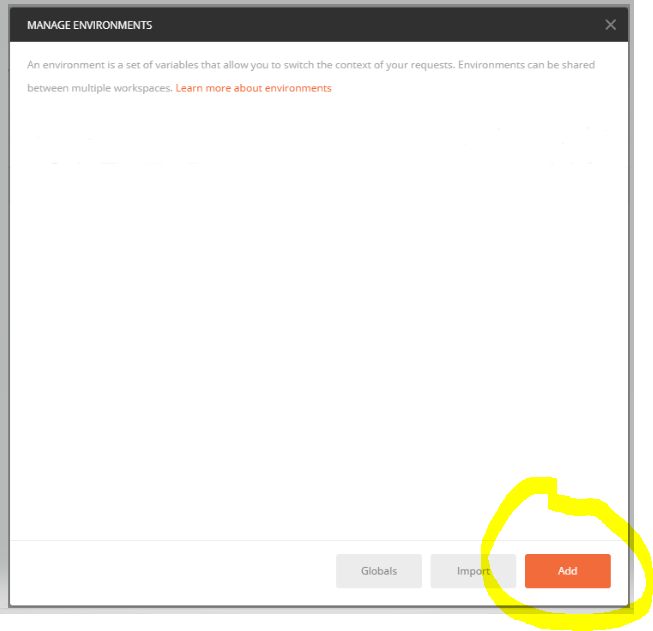 MANAGE ENVIRONMENTS
An environment is a set of variables that allow you to switch the context of your requests. Environments can be shared
between multiple workspaces. Learn more about environments
Globals
Import
Add